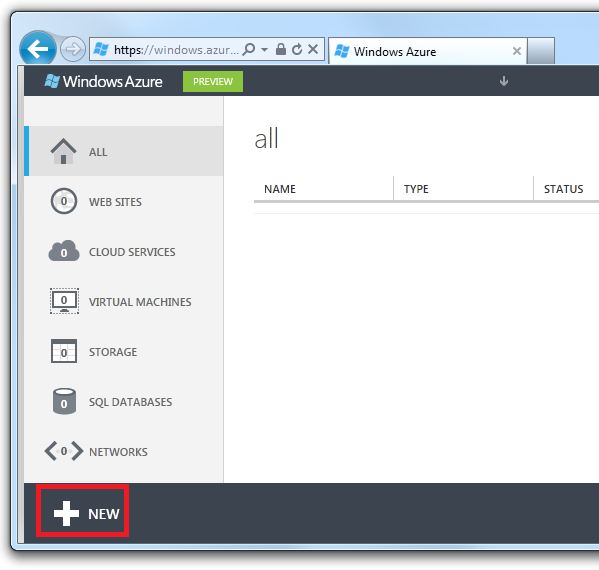 https://windows.azur...
Windows Azure
Windows Azure
PREVIEW
all
NAME
TYPE
STATUS
ALL
0
WEB SITES
0
CLOUD SERVICES
0
VIRTUAL MACHINES
0
STORAGE
0
SQL DATABASES
0
NETWORKS
NEW